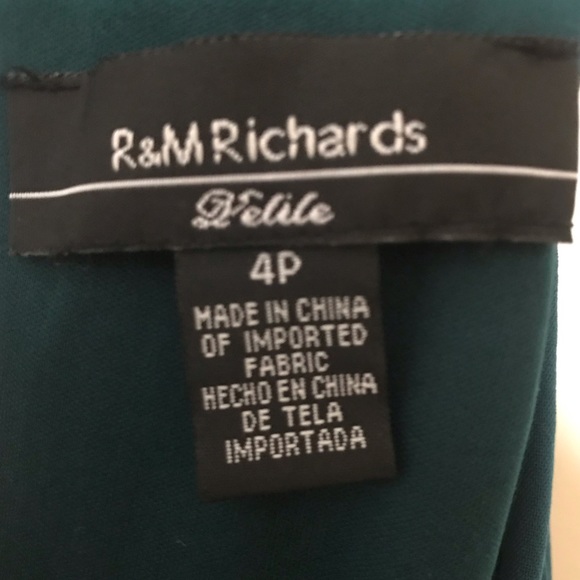 R&M Richards
Petite
4P
MADE IN CHINA
OF IMPORTED
FABRIC
HECHO EN CHINA
DE TELA
IMPORTADA